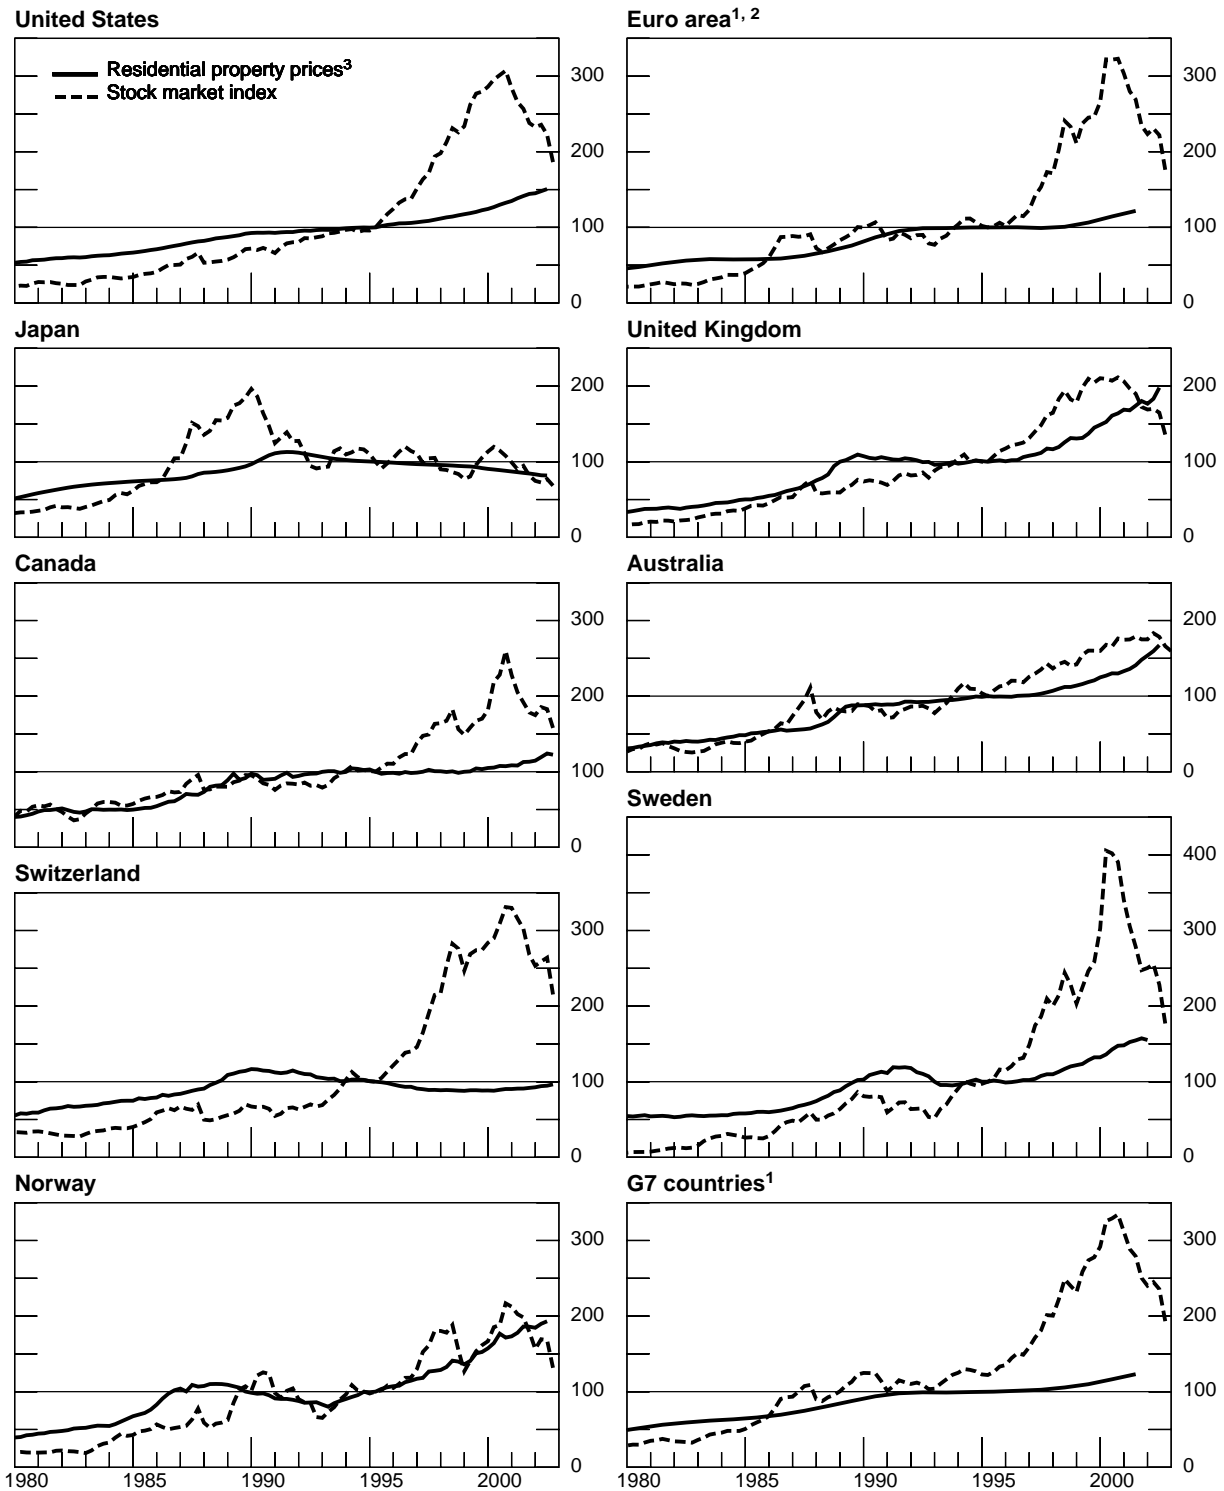 United States
Residential property prices3
Stock market index
300
200
100
0
Euro area1, 2
300
200
100
0
Japan
200
100
0
United Kingdom
200
100
0
Canada
300
200
100
0
Australia
200
100
0
Switzerland
300
200
100
0
Sweden
400
300
200
100
0
Norway
300
200
100
0
1980 1985 1990 1995 2000
G7 countries1
300
200
100
0
1980 1985 1990 1995 2000